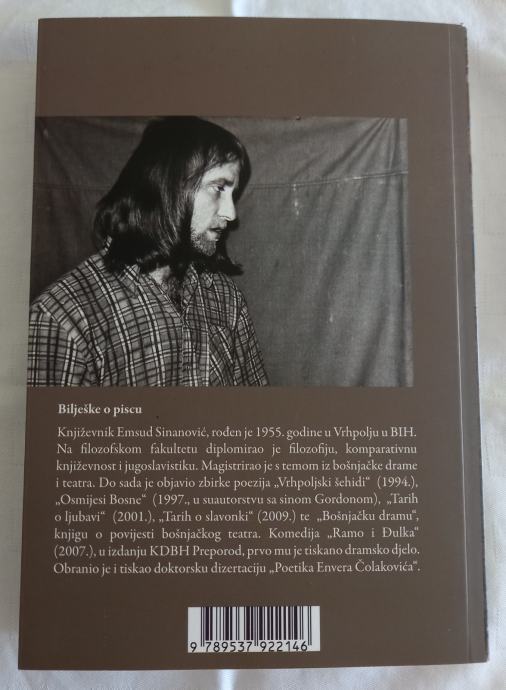 Bilješke o piscu
Književnik Emsud Sinanović, rođen je 1955. godine u Vrhpolju u BIH.
Na filozofskom fakultetu diplomirao je filozofiju, komparativnu
književnost i jugoslavistiku. Magistrirao je s temom iz bošnjačke drame
i teatra. Do sada je objavio zbirke poezija „Vrhpoljski šehidi“ (1994.),
„Osmijesi Bosne“ (1997., u suautorstvu sa sinom Gordonom), „Tarih
o ljubavi“ (2001.), „Tarih o slavonki“ (2009.) te „Bošnjačku dramu“,
knjigu o povijesti bošnjačkog teatra. Komedija „Ramo i Đulka“
(2007.), u izdanju KDBH Preporod, prvo mu je tiskano dramsko djelo.
Obranio je i tiskao doktorsku dizertaciju „Poetika Envera Čolakovića“.
9 789537 922146